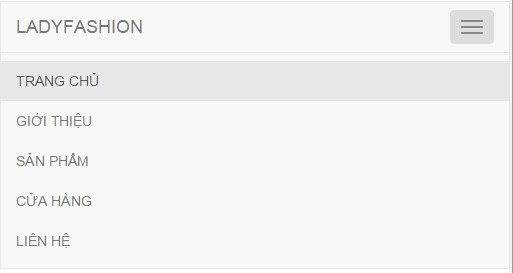 LADYFASHION
TRANG CHỦ
GIỚI THIỆU
SẢN PHẨM
CỬA HÀNG
LIÊN HỆ